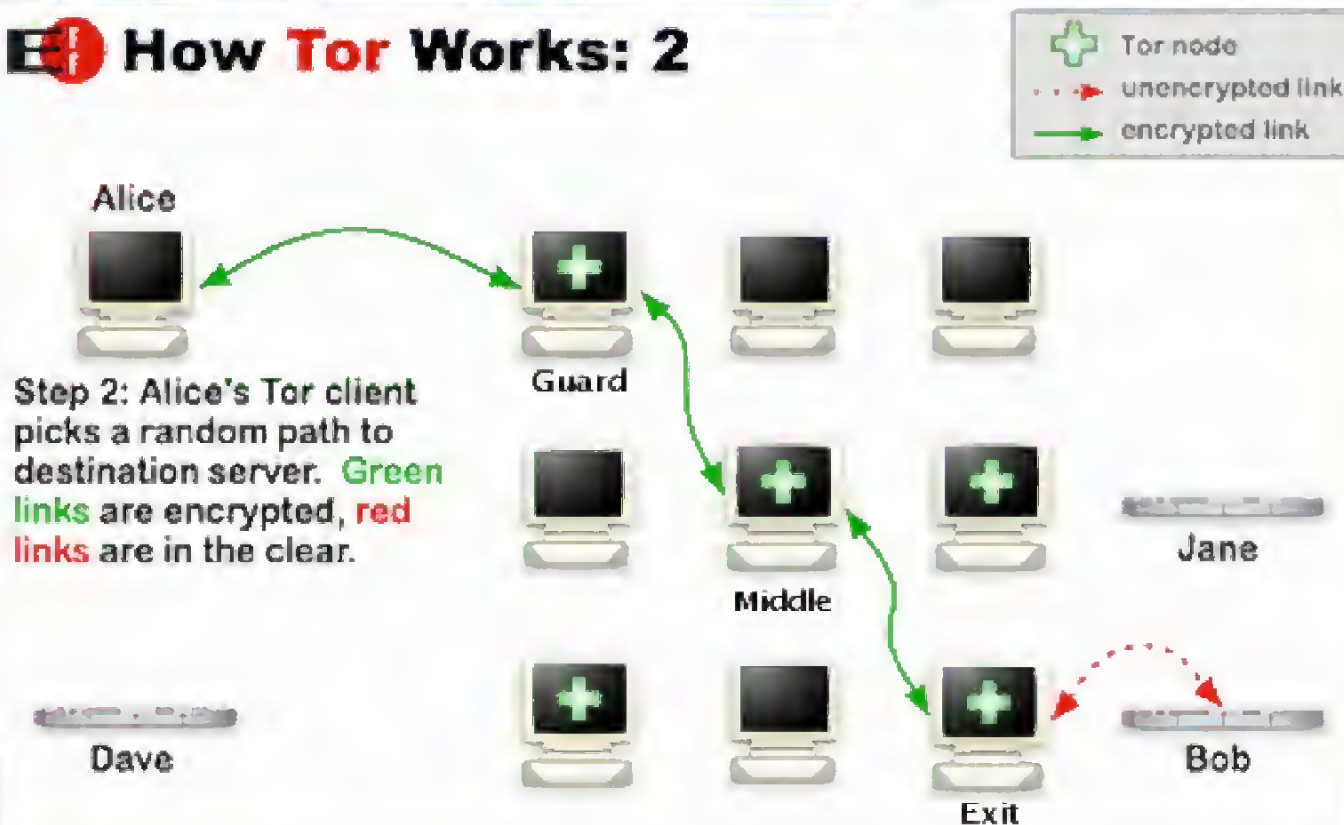 EFF How Tor Works: 2
Tor node
unencrypted link
encrypted link
Alice
Step 2: Alice's Tor client
picks a random path to
destination server. Green
links are encrypted, red
links are in the clear.
Guard
Middle
Jane
Dave
Bob
Exit